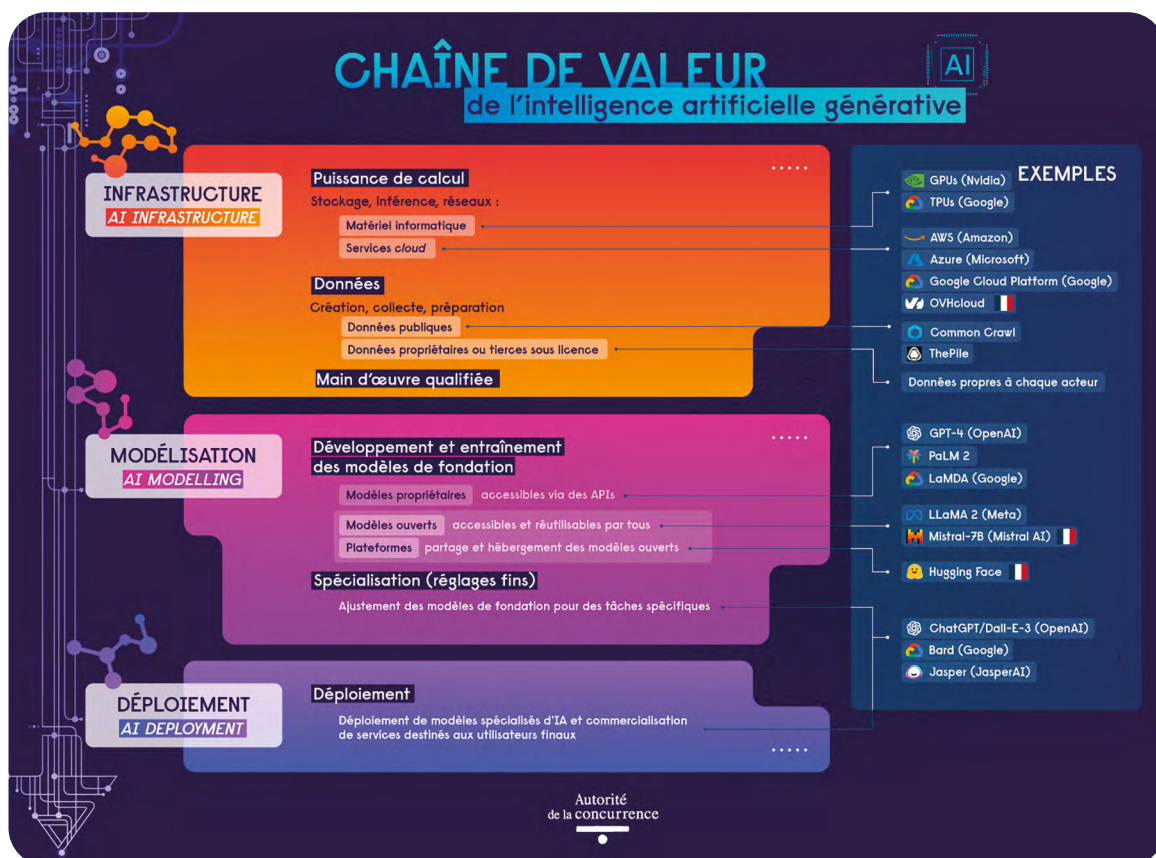 CHAÎNE DE VALEUR
de l'intelligence artificielle générative
AI
INFRASTRUCTURE
AI INFRASTRUCTURE
Puissance de calcul
Stockage, inférence, réseaux :
Matériel informatique
Services cloud
Données
Création, collecte, préparation
Données publiques
Données propriétaires ou tierces sous licence
Main d'œuvre qualifiée
MODÉLISATION
AI MODELLING
Développement et entraînement
des modèles de fondation
Modèles propriétaires accessibles via des APIs
Modèles ouverts accessibles et réutilisables par tous
Plateformes partage et hébergement des modèles ouverts
Spécialisation (réglages fins)
Ajustement des modèles de fondation pour des tâches spécifiques
DÉPLOIEMENT
AI DEPLOYMENT
Déploiement
Déploiement de modèles spécialisés d'IA et commercialisation
de services destinés aux utilisateurs finaux
EXEMPLES
GPUs (Nvidia)
TPUs (Google)
AWS (Amazon)
Azure (Microsoft)
Google Cloud Platform (Google)
OVHcloud
Common Crawl
ThePile
Données propres à chaque acteur
GPT-4 (OpenAI)
PaLM 2
LaMDA (Google)
LLaMA 2 (Meta)
Mistral-7B (Mistral AI)
Hugging Face
ChatGPT/Dall-E-3 (OpenAI)
Bard (Google)
Jasper (JasperAI)
Autorité
de la concurrence